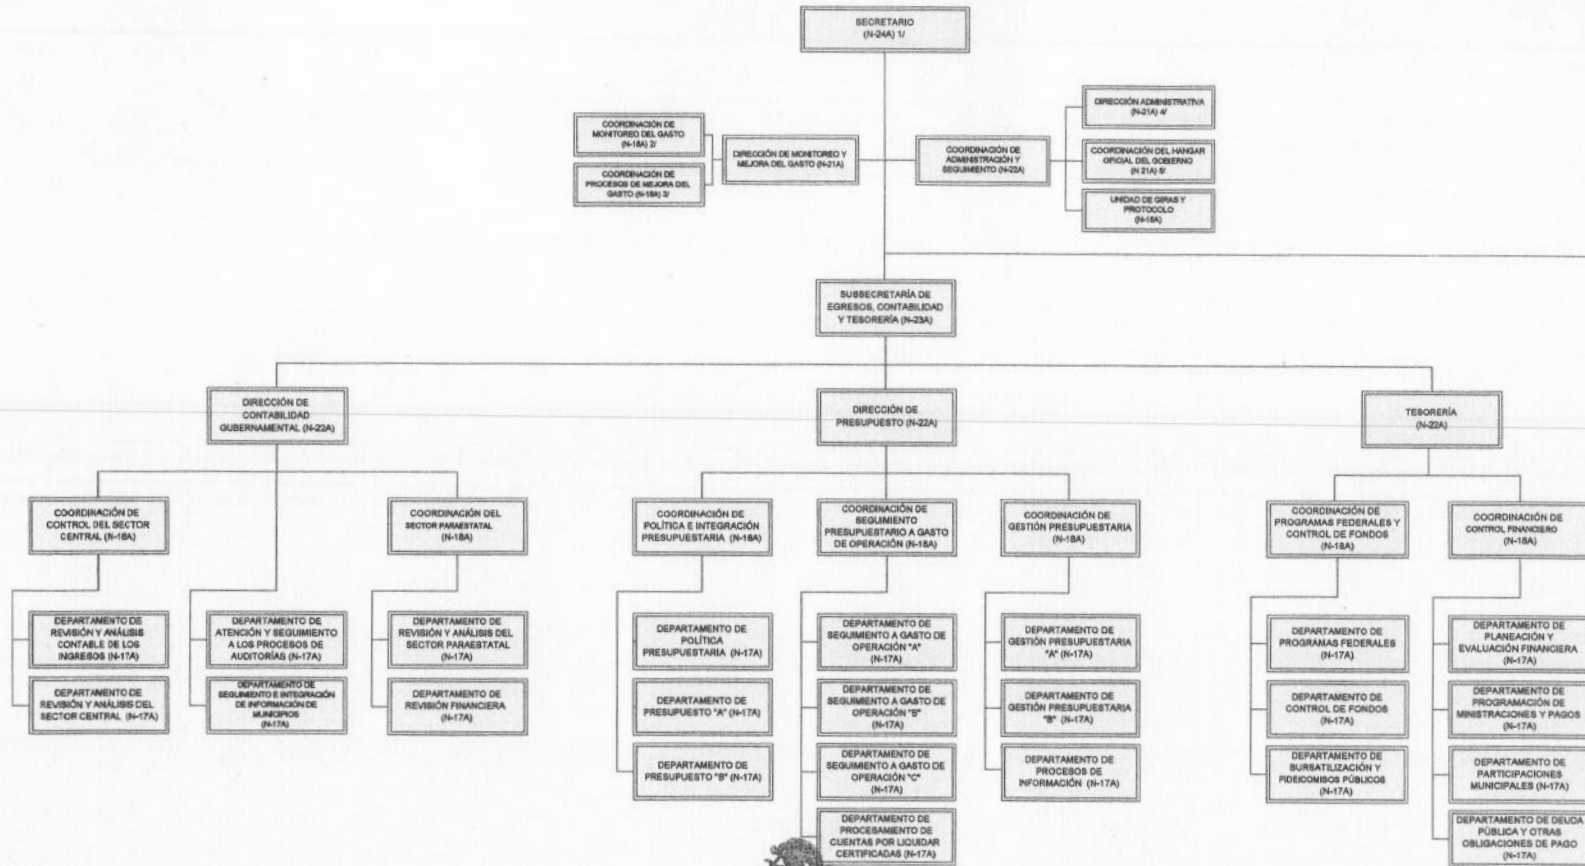 SECRETARIO
(N-24A) 1/
COORDINACIÓN DE
MONITOREO DEL GASTO
(N-18A) 2/
COORDINACIÓN DE
PROCESOS DE MEJORA DEL
GASTO (N-18A) 3/
DIRECCIÓN DE MONITOREO Y
MEJORA DEL GASTO (N-21A)
COORDINACIÓN DE
ADMINISTRACIÓN Y
SEGUIMIENTO (N-22A)
DIRECCIÓN ADMINISTRATIVA
(N-21A) 4/
COORDINACIÓN DEL HANGAR
OFICIAL DEL GOBIERNO
(N 21A) 5/
UNIDAD DE GIRAS Y
PROTOCOLO
(N-18A)
SUBSECRETARÍA DE
EGRESOS, CONTABILIDAD
Y TESORERÍA (N-23A)
DIRECCIÓN DE
CONTABILIDAD
GUBERNAMENTAL (N-22A)
DIRECCIÓN DE
PRESUPUESTO (N-22A)
TESORERÍA
(N-22A)
COORDINACIÓN DE
CONTROL DEL SECTOR
CENTRAL (N-18A)
COORDINACIÓN DEL
SECTOR PARAESTATAL
(N-18A)
COORDINACIÓN DE
POLÍTICA E INTEGRACIÓN
PRESUPUESTARIA (N-18A)
COORDINACIÓN DE
SEGUIMIENTO
PRESUPUESTARIO A GASTO
DE OPERACIÓN (N-18A)
COORDINACIÓN DE
GESTIÓN PRESUPUESTARIA
(N-18A)
COORDINACIÓN DE
PROGRAMAS FEDERALES Y
CONTROL DE FONDOS
(N-18A)
COORDINACIÓN DE
CONTROL FINANCIERO
(N-18A)
DEPARTAMENTO DE
REVISIÓN Y ANÁLISIS
CONTABLE DE LOS
INGRESOS (N-17A)
DEPARTAMENTO DE
REVISIÓN Y ANÁLISIS DEL
SECTOR CENTRAL (N-17A)
DEPARTAMENTO DE
ATENCIÓN Y SEGUIMIENTO
A LOS PROCESOS DE
AUDITORÍAS (N-17A)
DEPARTAMENTO DE
SEGUIMIENTO E INTEGRACIÓN
DE INFORMACIÓN DE
MUNICIPIOS
(N-17A)
DEPARTAMENTO DE
REVISIÓN Y ANÁLISIS DEL
SECTOR PARAESTATAL
(N-17A)
DEPARTAMENTO DE
REVISIÓN FINANCIERA
(N-17A)
DEPARTAMENTO DE
POLÍTICA
PRESUPUESTARIA (N-17A)
DEPARTAMENTO DE
PRESUPUESTO "A" (N-17A)
DEPARTAMENTO DE
PRESUPUESTO "B" (N-17A)
DEPARTAMENTO DE
SEGUIMIENTO A GASTO DE
OPERACIÓN "A"
(N-17A)
DEPARTAMENTO DE
SEGUIMIENTO A GASTO DE
OPERACIÓN "B"
(N-17A)
DEPARTAMENTO DE
SEGUIMIENTO A GASTO DE
OPERACIÓN "C"
(N-17A)
DEPARTAMENTO DE
PROCESAMIENTO DE
CUENTAS POR LIQUIDAR
CERTIFICADAS (N-17A)
DEPARTAMENTO DE
GESTIÓN PRESUPUESTARIA
"A" (N-17A)
DEPARTAMENTO DE
GESTIÓN PRESUPUESTARIA
"B" (N-17A)
DEPARTAMENTO DE
PROCESOS DE
INFORMACIÓN (N-17A)
DEPARTAMENTO DE
PROGRAMAS FEDERALES
(N-17A)
DEPARTAMENTO DE
CONTROL DE FONDOS
(N-17A)
DEPARTAMENTO DE
BURSATILIZACIÓN Y
FIDEICOMISOS PÚBLICOS
(N-17A)
DEPARTAMENTO DE
PLANEACIÓN Y
EVALUACIÓN FINANCIERA
(N-17A)
DEPARTAMENTO DE
PROGRAMACIÓN DE
MINISTRACIONES Y PAGOS
(N-17A)
DEPARTAMENTO DE
PARTICIPACIONES
MUNICIPALES (N-17A)
DEPARTAMENTO DE DEUDA
PÚBLICA Y OTRAS
OBLIGACIONES DE PAGO
(N-17A)